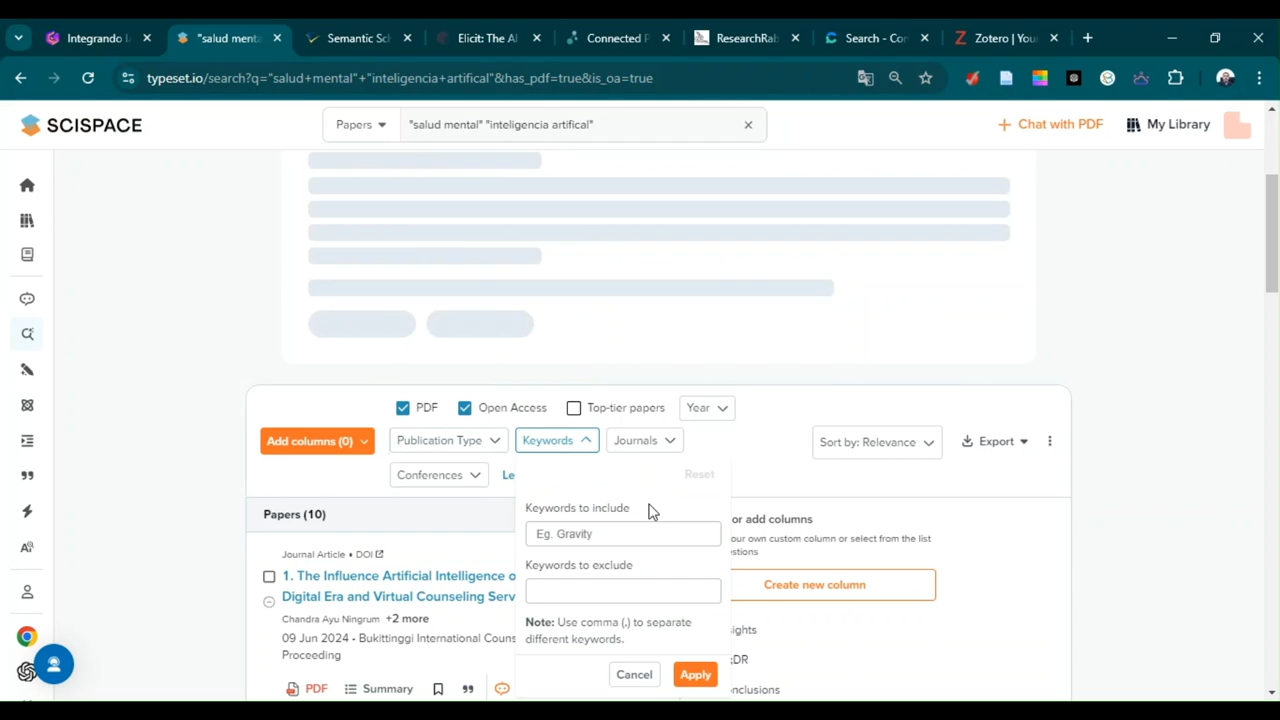 Integrando
"salud menta
Semantic Sc
Elicit: The AI
Connected P
ResearchRab
Search - Con
Zotero | You
typeset.io/search?q="salud+mental"+"inteligencia+artifical"&has_pdf=true&is_oa=true
SCISPACE
Papers
"salud mental" "inteligencia artifical"
Chat with PDF
My Library
PDF
Open Access
Top-tier papers
Year
Add columns (0)
Publication Type
Keywords
Journals
Sort by: Relevance
Export
Conferences
Le
Reset
Papers (10)
Keywords to include
Eg. Gravity
Keywords to exclude
Note: Use comma (,) to separate
different keywords.
Cancel
Apply
or add columns
your own custom column or select from the list
estions
Create new column
sights
;DR
nclusions
Journal Article • DOI
1. The Influence Artificial Intelligence o
Digital Era and Virtual Counseling Serv
Chandra Ayu Ningrum +2 more
09 Jun 2024 • Bukittinggi International Couns
Proceeding
PDF
Summary